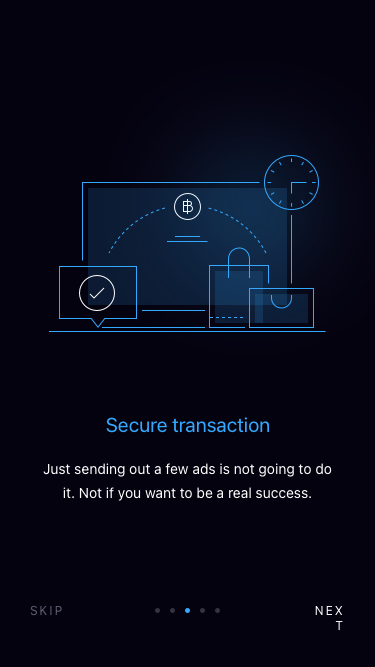 Secure transaction
Just sending out a few ads is not going to do
it. Not if you want to be a real success.
SKIP
NEX
T